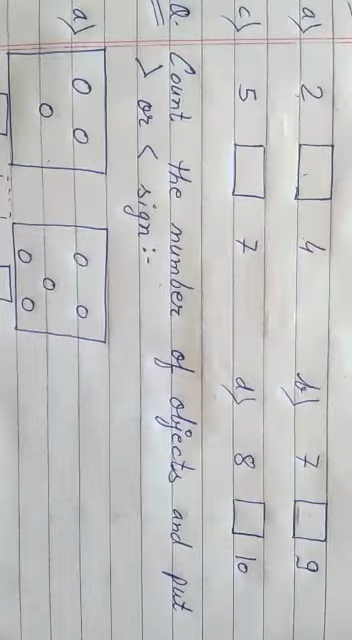 a) 2 □ 4 b) 7 □ 9
c) 5 □ 7 d) 8 □ 10
Q. Count the number of objects and put
> or < sign :-
a)